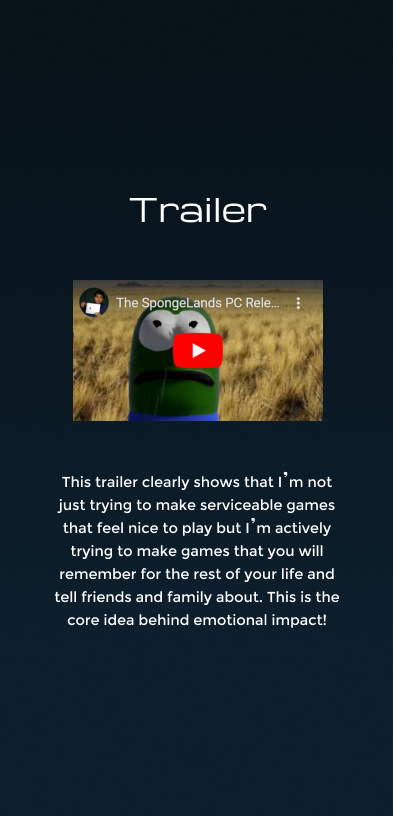 Trailer
The SpongeLands PC Rele...
This trailer clearly shows that I’m not
just trying to make serviceable games
that feel nice to play but I’m actively
trying to make games that you will
remember for the rest of your life and
tell friends and family about. This is the
core idea behind emotional impact!